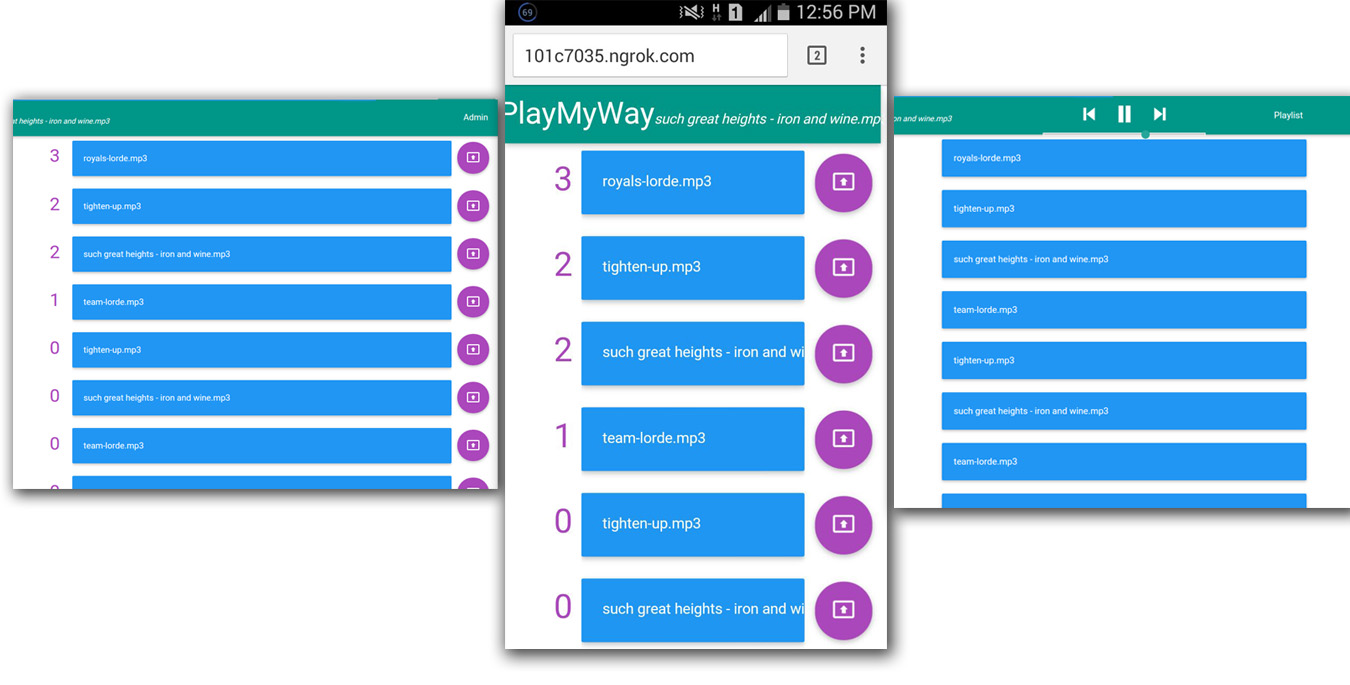 at heights - iron and wine.mp3
Admin
3 royals-lorde.mp3
2 tighten-up.mp3
2 such great heights - iron and wine.mp3
1 team-lorde.mp3
0 tighten-up.mp3
0 such great heights - iron and wine.mp3
0 team-lorde.mp3
69 H 1 12:56 PM
101c7035.ngrok.com 2
PlayMyWay such great heights - iron and wine.mp
3 royals-lorde.mp3
2 tighten-up.mp3
2 such great heights - iron and wi
1 team-lorde.mp3
0 tighten-up.mp3
0 such great heights - iron and wi
on and wine.mp3
Playlist
royals-lorde.mp3
tighten-up.mp3
such great heights - iron and wine.mp3
team-lorde.mp3
tighten-up.mp3
such great heights - iron and wine.mp3
team-lorde.mp3